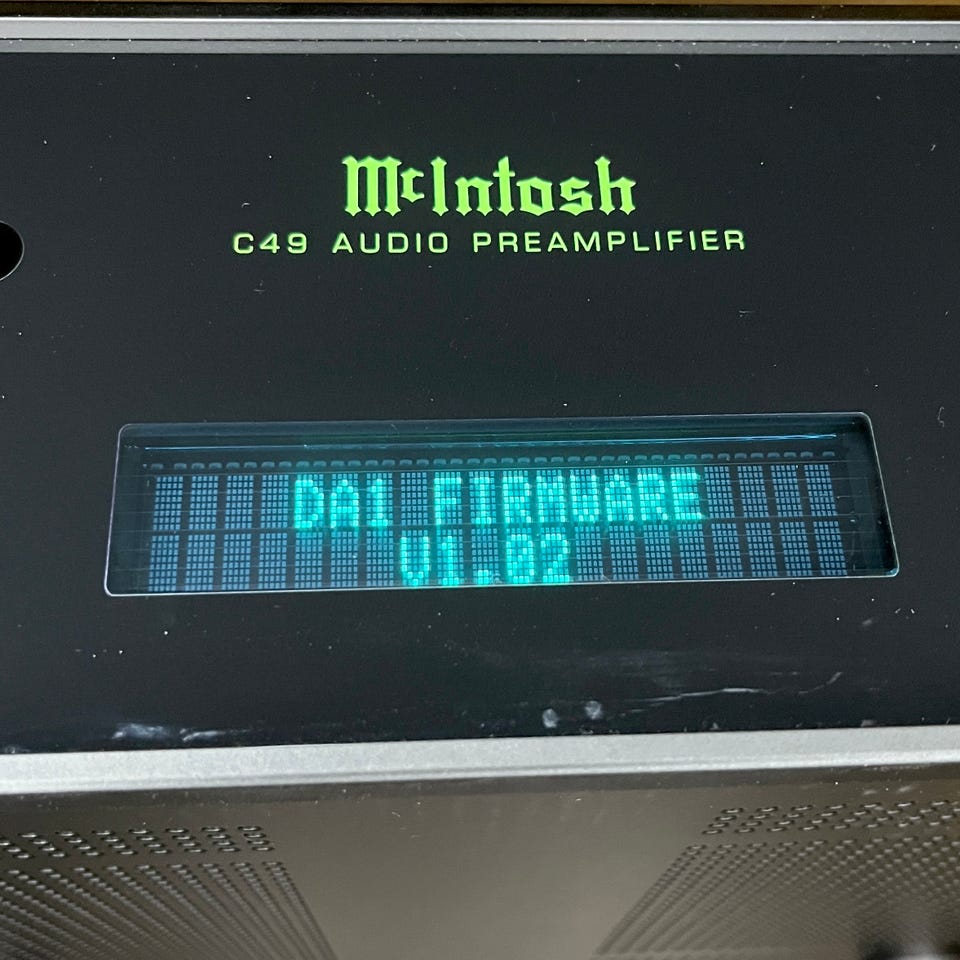 McIntosh
C49 AUDIO PREAMPLIFIER
DA1 FIRMWARE
V1.02